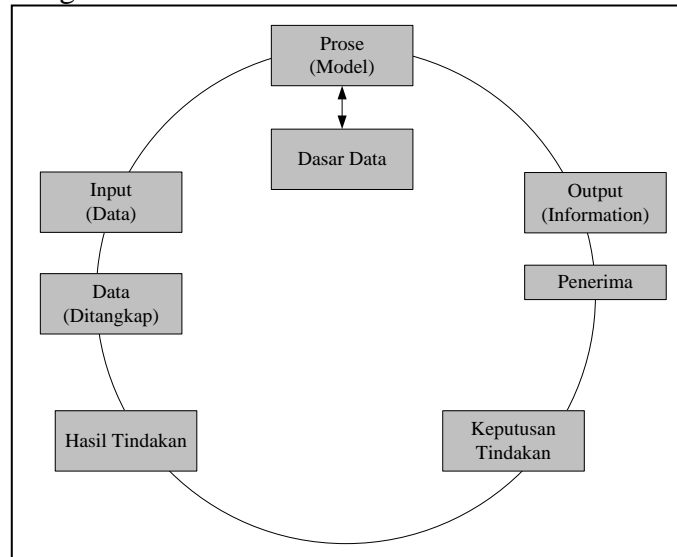 Prose
(Model)
Dasar Data
Input
(Data)
Output
(Information)
Data
(Ditangkap)
Penerima
Hasil Tindakan
Keputusan
Tindakan